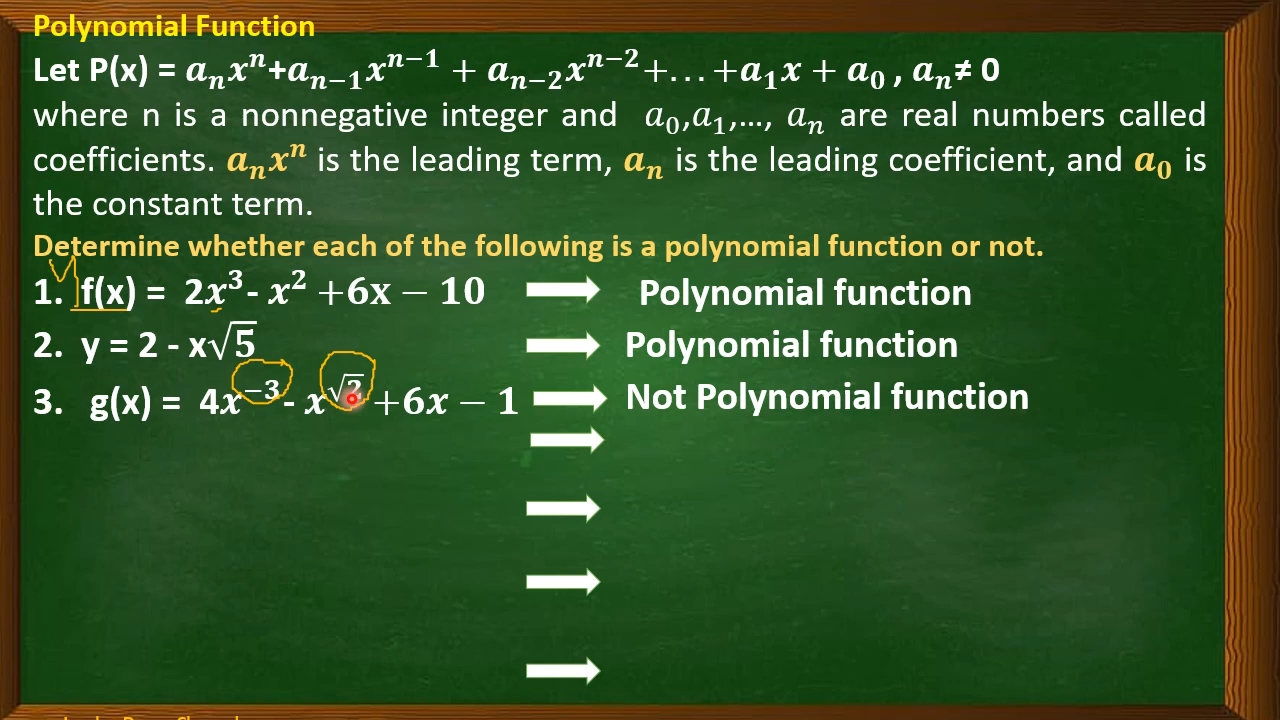 Polynomial Function
Let P(x) = aₙxⁿ+aₙ₋₁xⁿ⁻¹ + aₙ₋₂xⁿ⁻² +…+a₁x + a₀ , aₙ≠ 0
where n is a nonnegative integer and a₀,a₁,…, aₙ are real numbers called
coefficients. aₙxⁿ is the leading term, aₙ is the leading coefficient, and a₀ is
the constant term.
Determine whether each of the following is a polynomial function or not.
1. f(x) = 2x³- x² +6x − 10 Polynomial function
2. y = 2 - x√5 Polynomial function
3. g(x) = 4x⁻³- x^√2 +6x − 1 Not Polynomial function